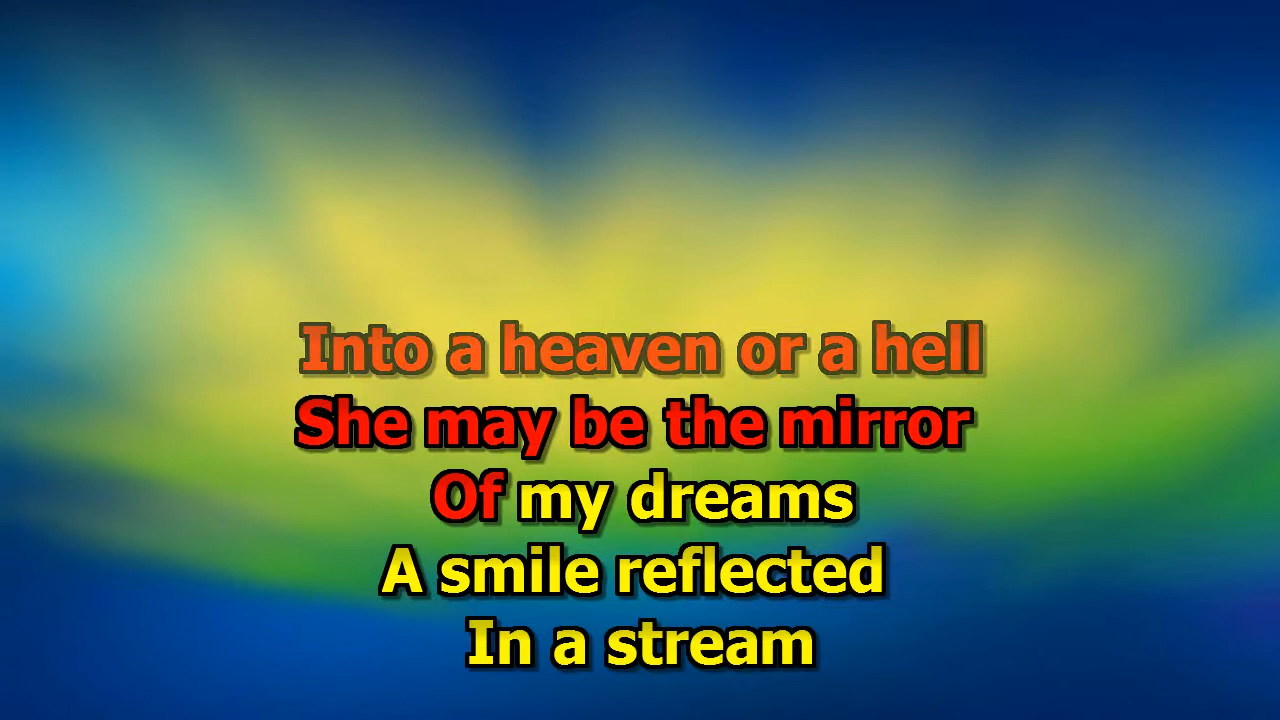 Into a heaven or a hell
She may be the mirror
Of my dreams
A smile reflected
In a stream